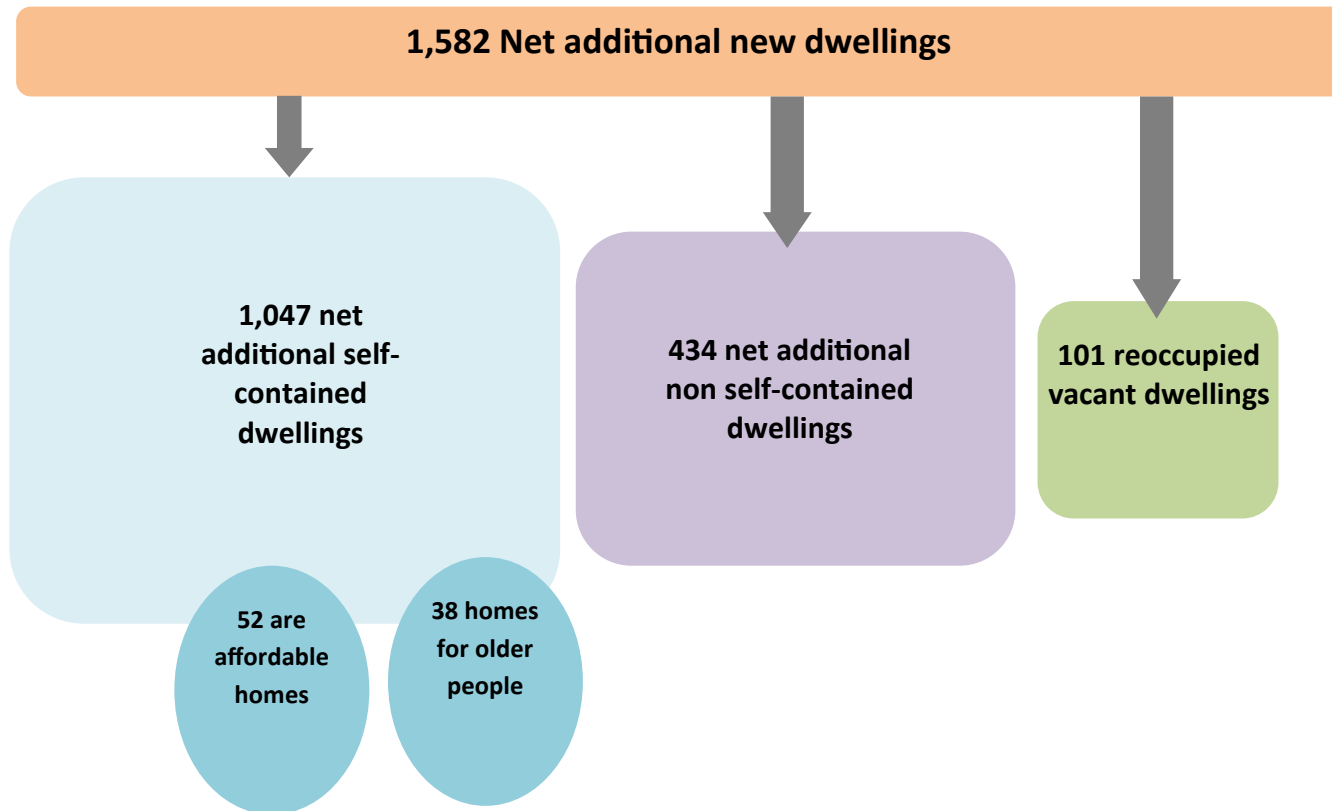 1,582 Net additional new dwellings
1,047 net
additional self-
contained
dwellings
434 net additional
non self-contained
dwellings
101 reoccupied
vacant dwellings
52 are
affordable
homes
38 homes
for older
people